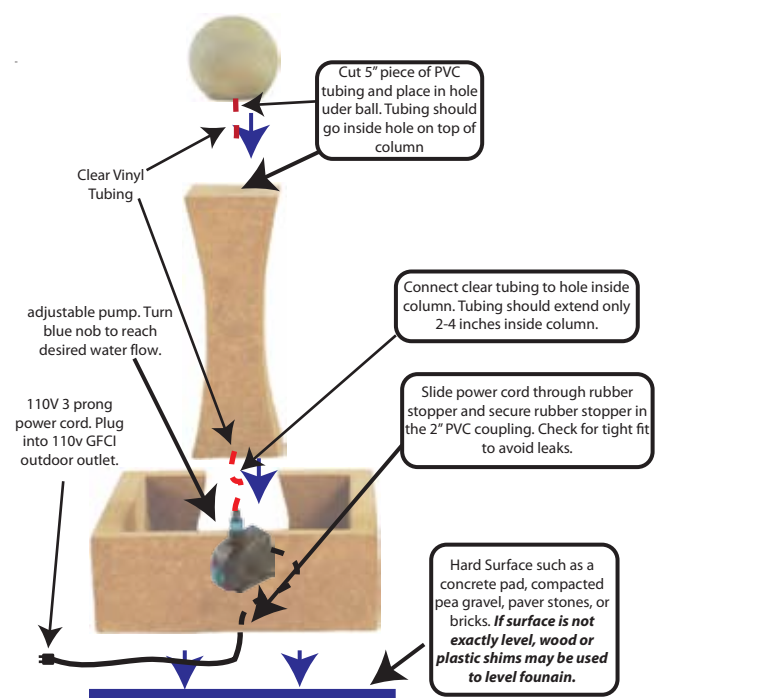 Cut 5" piece of PVC
tubing and place in hole
uder ball. Tubing should
go inside hole on top of
column
Clear Vinyl
Tubing
Connect clear tubing to hole inside
column. Tubing should extend only
2-4 inches inside column.
adjustable pump. Turn
blue nob to reach
desired water flow.
Slide power cord through rubber
stopper and secure rubber stopper in
the 2" PVC coupling. Check for tight fit
to avoid leaks.
110V 3 prong
power cord. Plug
into 110v GFCI
outdoor outlet.
Hard Surface such as a
concrete pad, compacted
pea gravel, paver stones, or
bricks. If surface is not
exactly level, wood or
plastic shims may be used
to level founain.